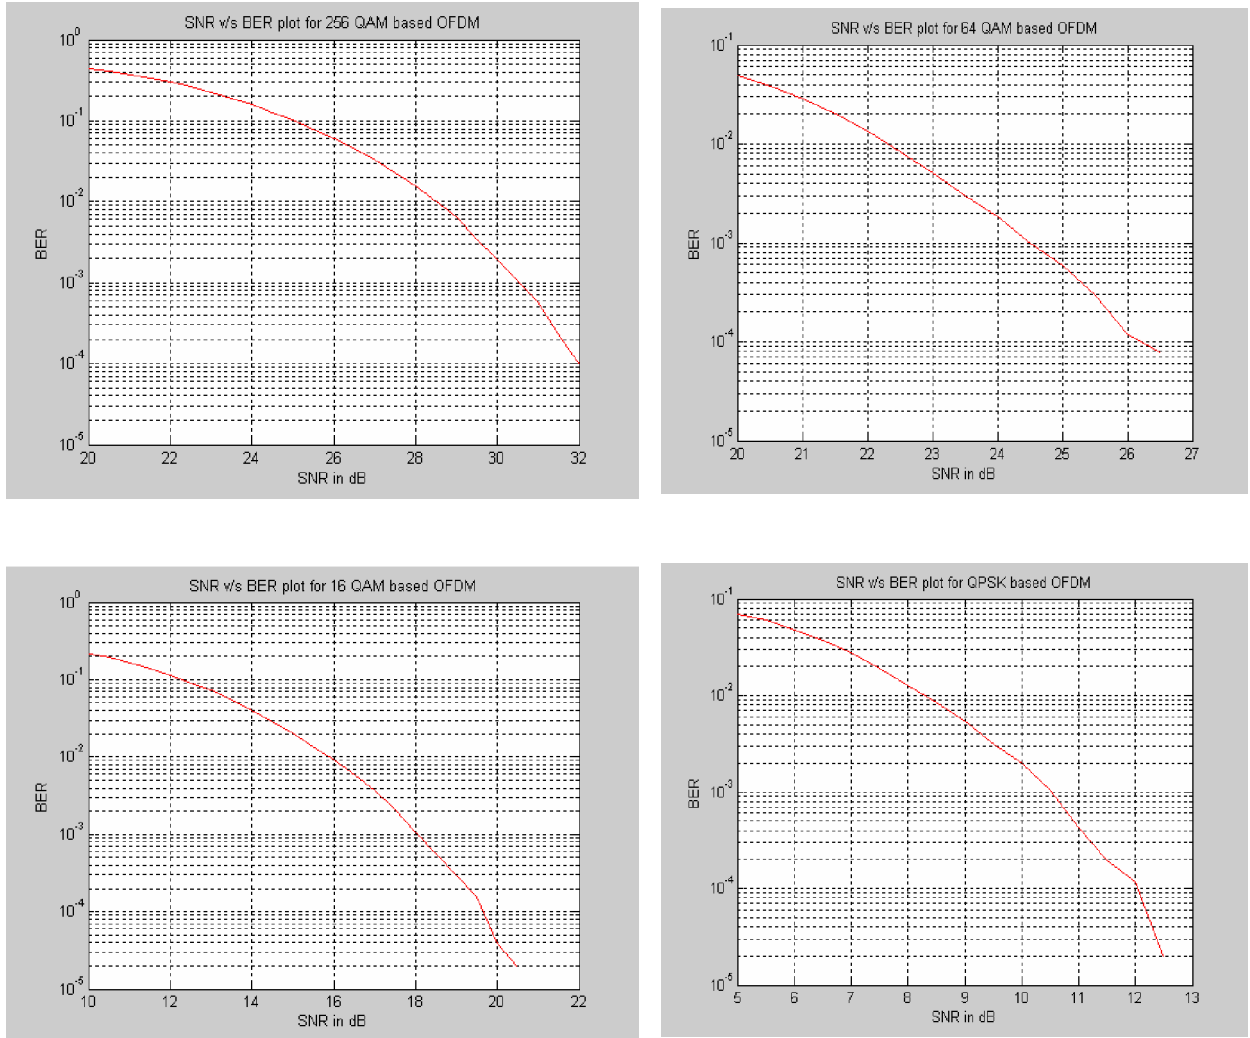 SNR v/s BER plot for 256 QAM based OFDM
10^0
10^-1
10^-2
10^-3
10^-4
10^-5
BER
20 22 24 26 28 30 32
SNR in dB
SNR v/s BER plot for 64 QAM based OFDM
10^-1
10^-2
10^-3
10^-4
10^-5
BER
20 21 22 23 24 25 26 27
SNR in dB
SNR v/s BER plot for 16 QAM based OFDM
10^0
10^-1
10^-2
10^-3
10^-4
10^-5
BER
10 12 14 16 18 20 22
SNR in dB
SNR v/s BER plot for QPSK based OFDM
10^-1
10^-2
10^-3
10^-4
10^-5
BER
5 6 7 8 9 10 11 12 13
SNR in dB